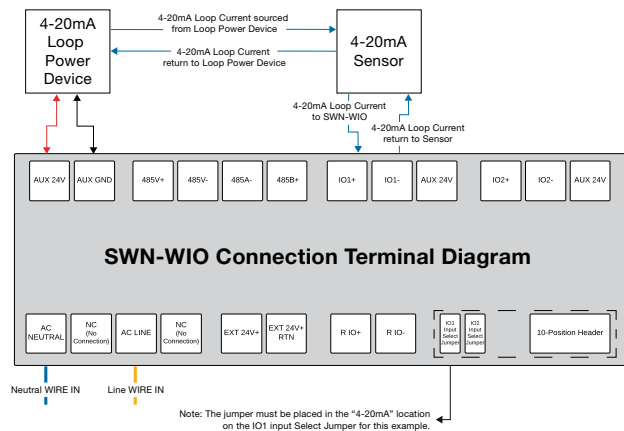 4-20mA
Loop
Power
Device
4-20mA Loop Current sourced
from Loop Power Device
4-20mA Loop Current
return to Loop Power Device
4-20mA
Sensor
4-20mA Loop Current
to SWN-WIO
4-20mA Loop Current
return to Sensor
AUX 24V
AUX GND
485V+
485V-
485A-
485B+
IO1+
IO1-
AUX 24V
IO2+
IO2-
AUX 24V
SWN-WIO Connection Terminal Diagram
AC
NEUTRAL
NC
(No
Connection)
AC LINE
NC
(No
Connection)
EXT 24V+
EXT 24V+
RTN
R IO+
R IO-
IO1
Input
Select
Jumper
IO2
Input
Select
Jumper
10-Position Header
Neutral WIRE IN
Line WIRE IN
Note: The jumper must be placed in the “4-20mA” location
on the IO1 input Select Jumper for this example.